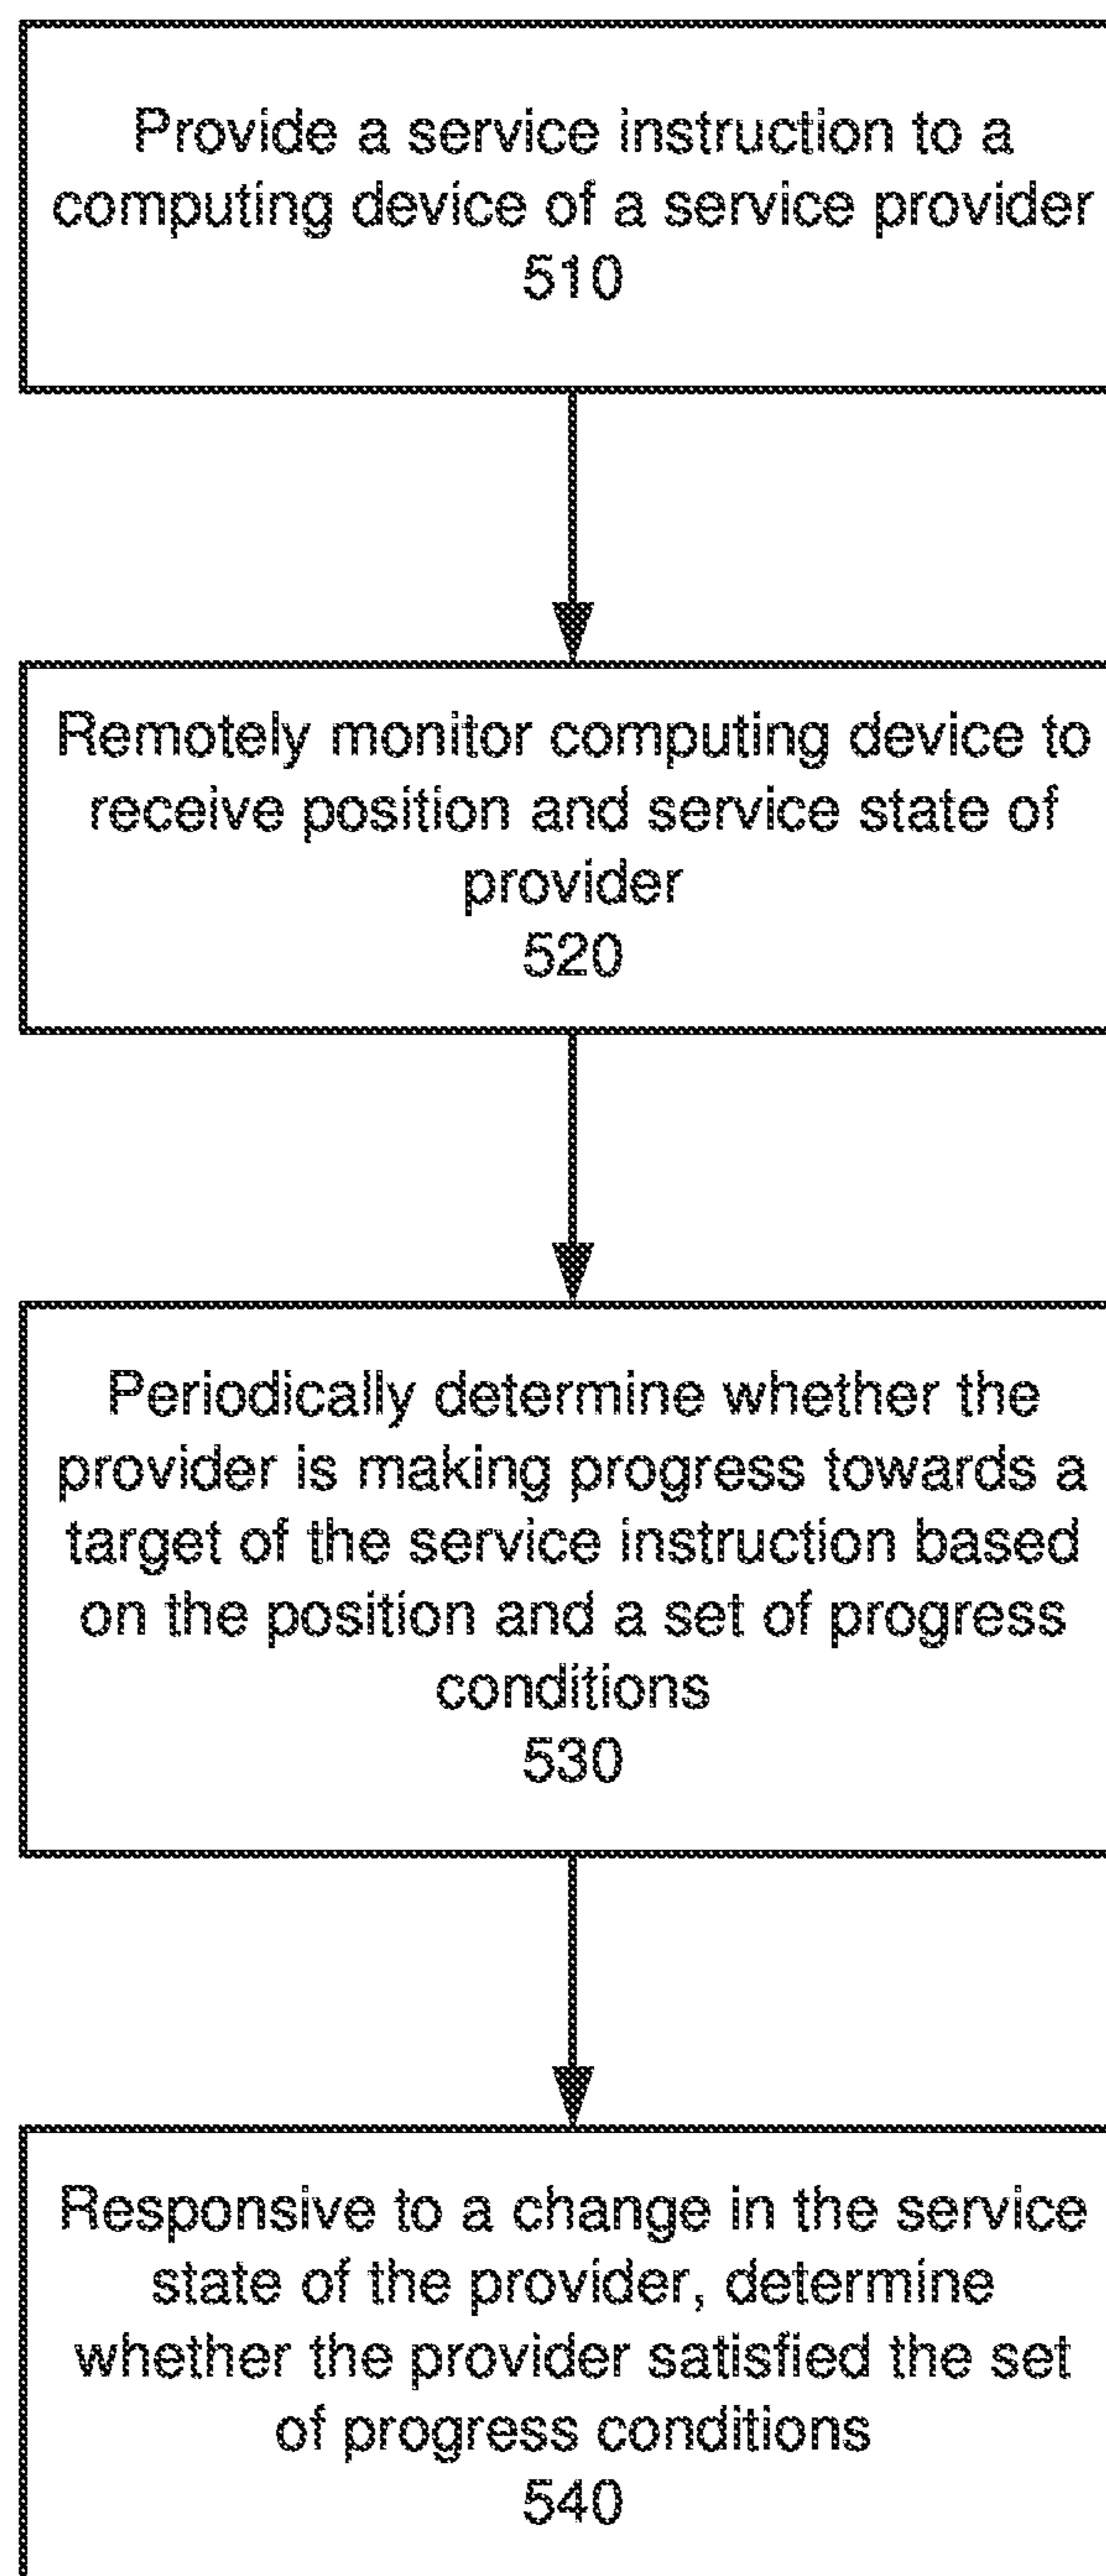 Provide a service instruction to a
computing device of a service provider
510
Remotely monitor computing device to
receive position and service state of
provider
520
Periodically determine whether the
provider is making progress towards a
target of the service instruction based
on the position and a set of progress
conditions
530
Responsive to a change in the service
state of the provider, determine
whether the provider satisfied the set
of progress conditions
540